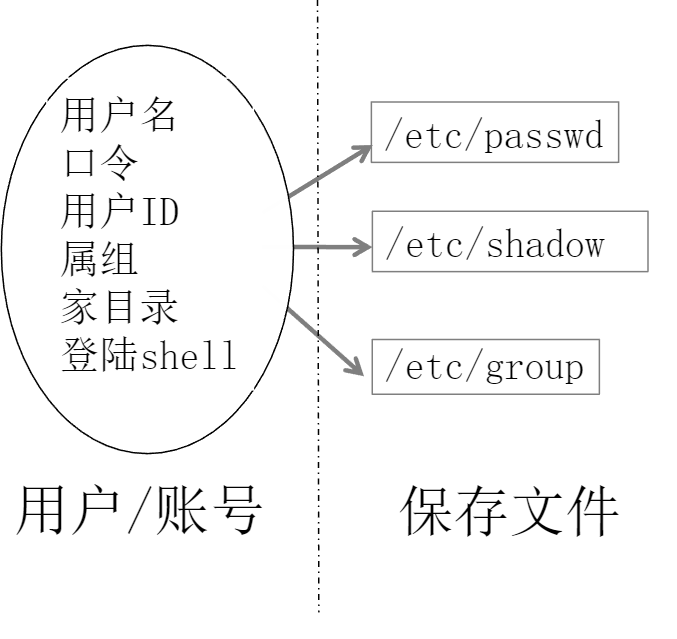 用户名
口令
用户ID
属组
家目录
登陆shell
用户/账号
/etc/passwd
/etc/shadow
/etc/group
保存文件